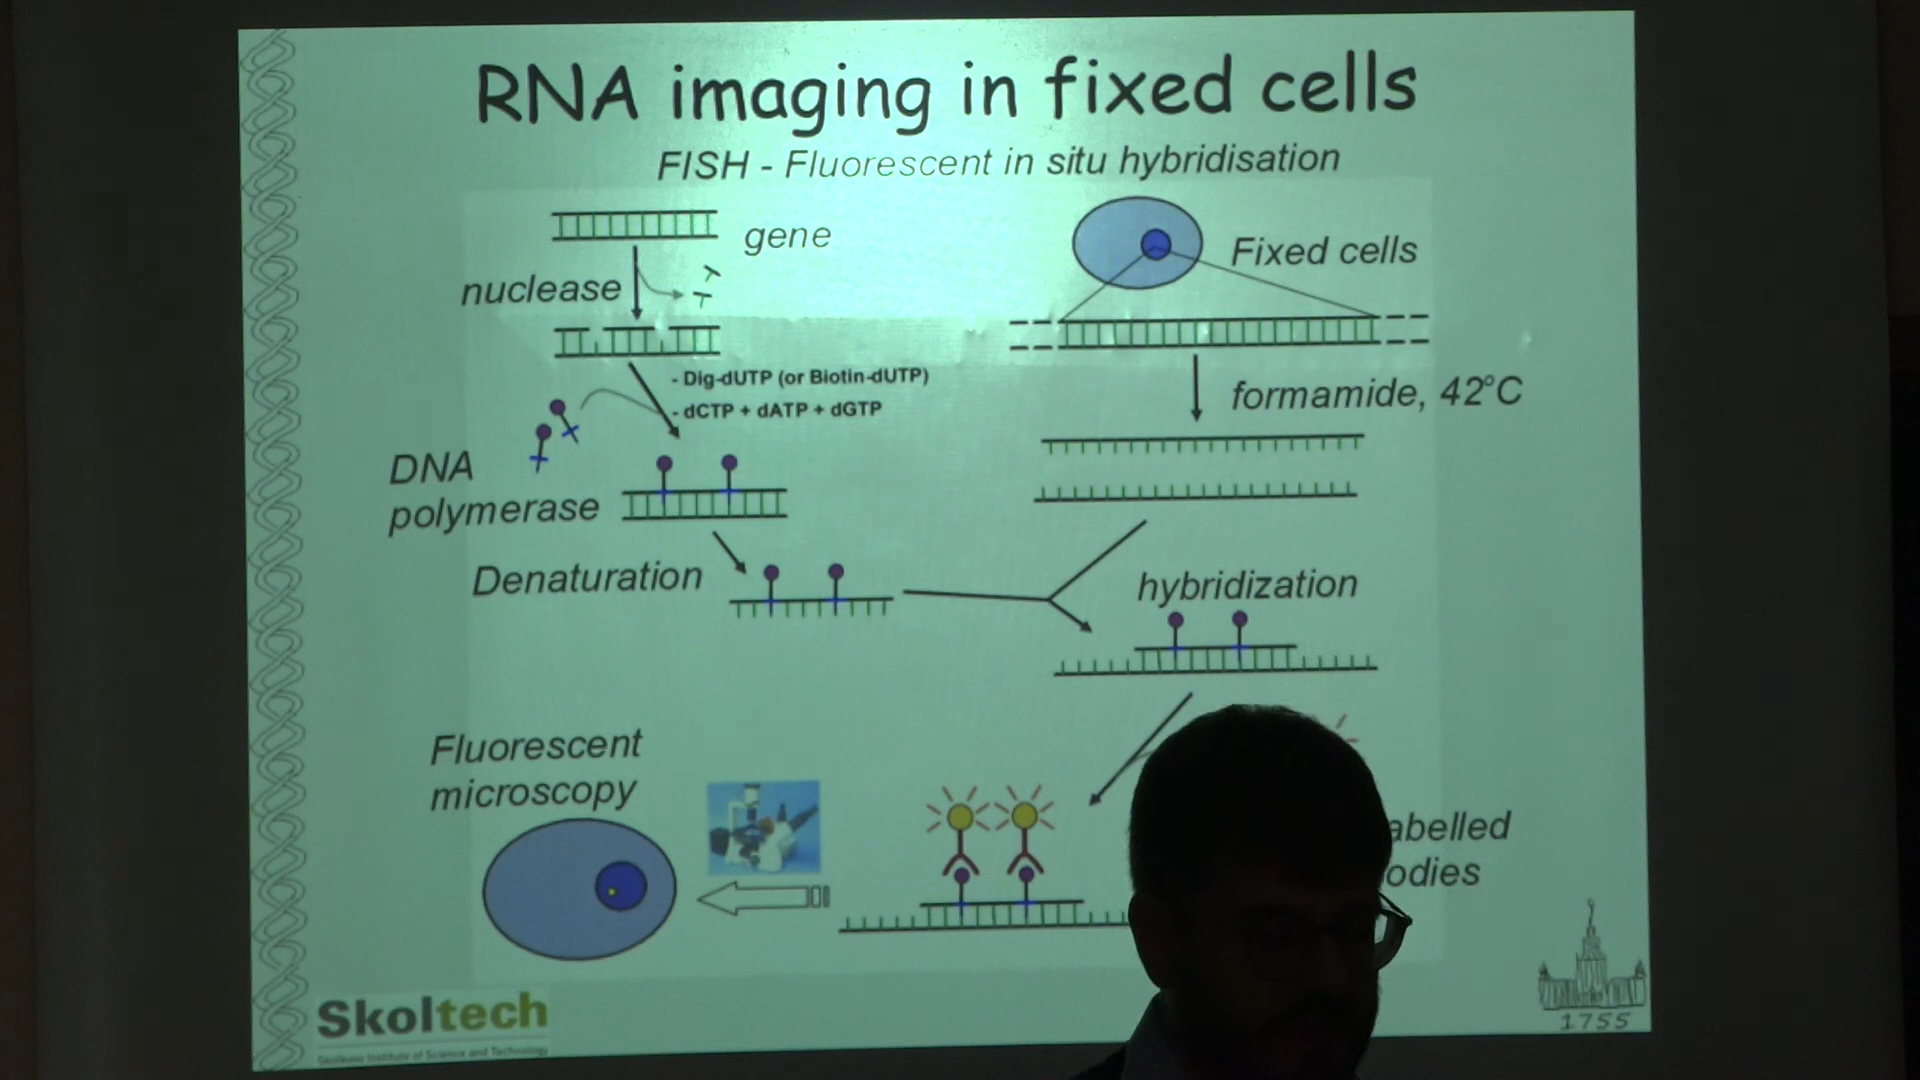 RNA imaging in fixed cells
FISH - Fluorescent in situ hybridisation
gene
nuclease
- Dig-dUTP (or Biotin-dUTP)
- dCTP + dATP + dGTP
DNA
polymerase
Denaturation
Fixed cells
formamide, 42°C
hybridization
abelled
odies
Fluorescent
microscopy
Skoltech
Skolkovo Institute of Science and Technology
1755